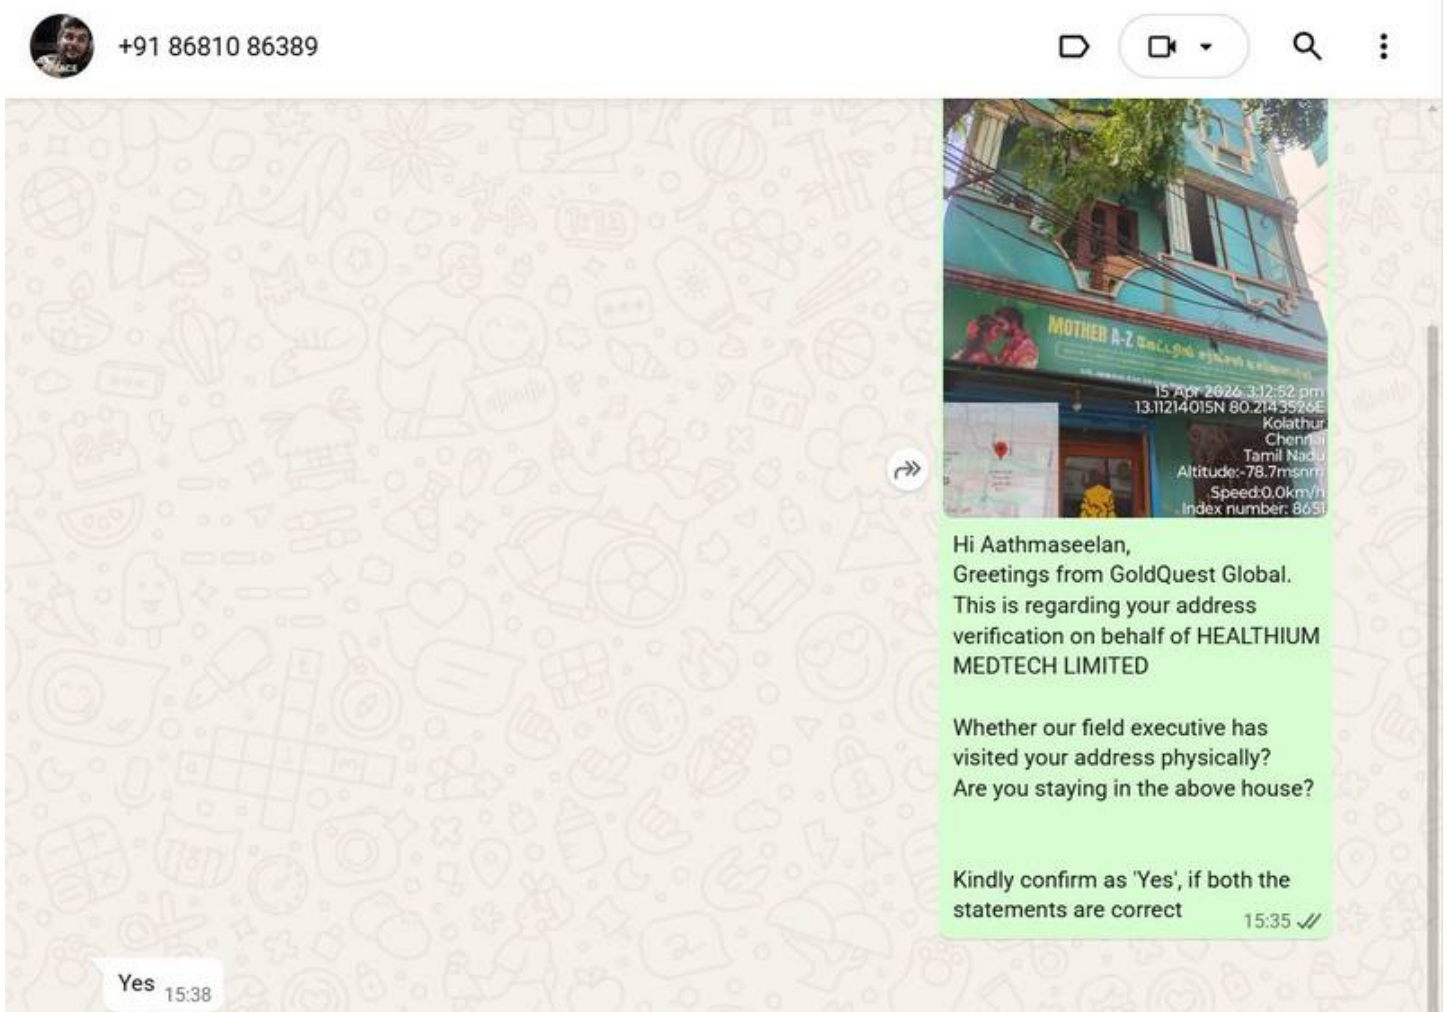 +91 86810 86389
MOTHER A-Z கேட்டரிங்
15 Apr 2026 3:12:52 pm
13.11214015N 80.2143526E
Kolathur
Chennai
Tamil Nadu
Altitude:-78.7msnm
Speed:0.0km/h
Index number: 8651
Hi Aathmaseelan,
Greetings from GoldQuest Global.
This is regarding your address
verification on behalf of HEALTHIUM
MEDTECH LIMITED
Whether our field executive has
visited your address physically?
Are you staying in the above house?
Kindly confirm as 'Yes', if both the
statements are correct
15:35
Yes 15:38